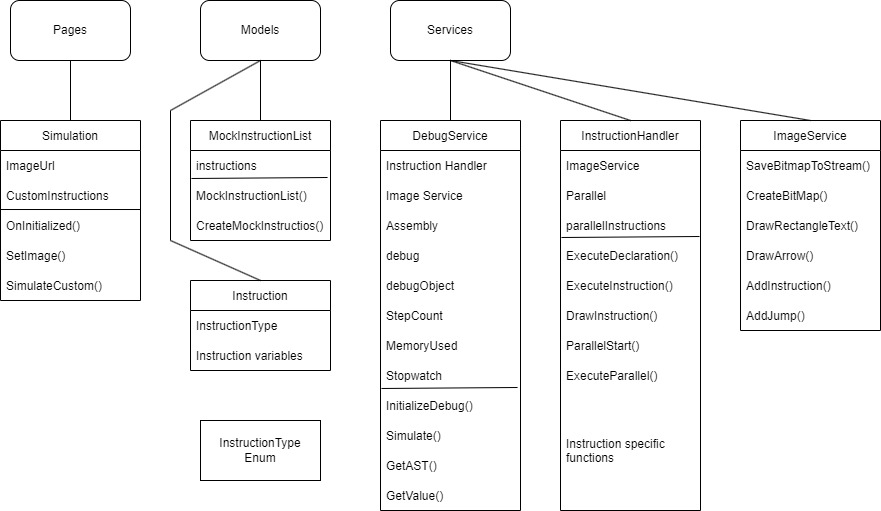 Pages
Models
Services
Simulation
ImageUrl
CustomInstructions
OnInitialized()
SetImage()
SimulateCustom()
MockInstructionList
instructions
MockInstructionList()
CreateMockInstructios()
Instruction
InstructionType
Instruction variables
InstructionType
Enum
DebugService
Instruction Handler
Image Service
Assembly
debug
debugObject
StepCount
MemoryUsed
Stopwatch
InitializeDebug()
Simulate()
GetAST()
GetValue()
InstructionHandler
ImageService
Parallel
parallelInstructions
ExecuteDeclaration()
ExecuteInstruction()
DrawInstruction()
ParallelStart()
ExecuteParallel()
Instruction specific
functions
ImageService
SaveBitmapToStream()
CreateBitMap()
DrawRectangleText()
DrawArrow()
AddInstruction()
AddJump()